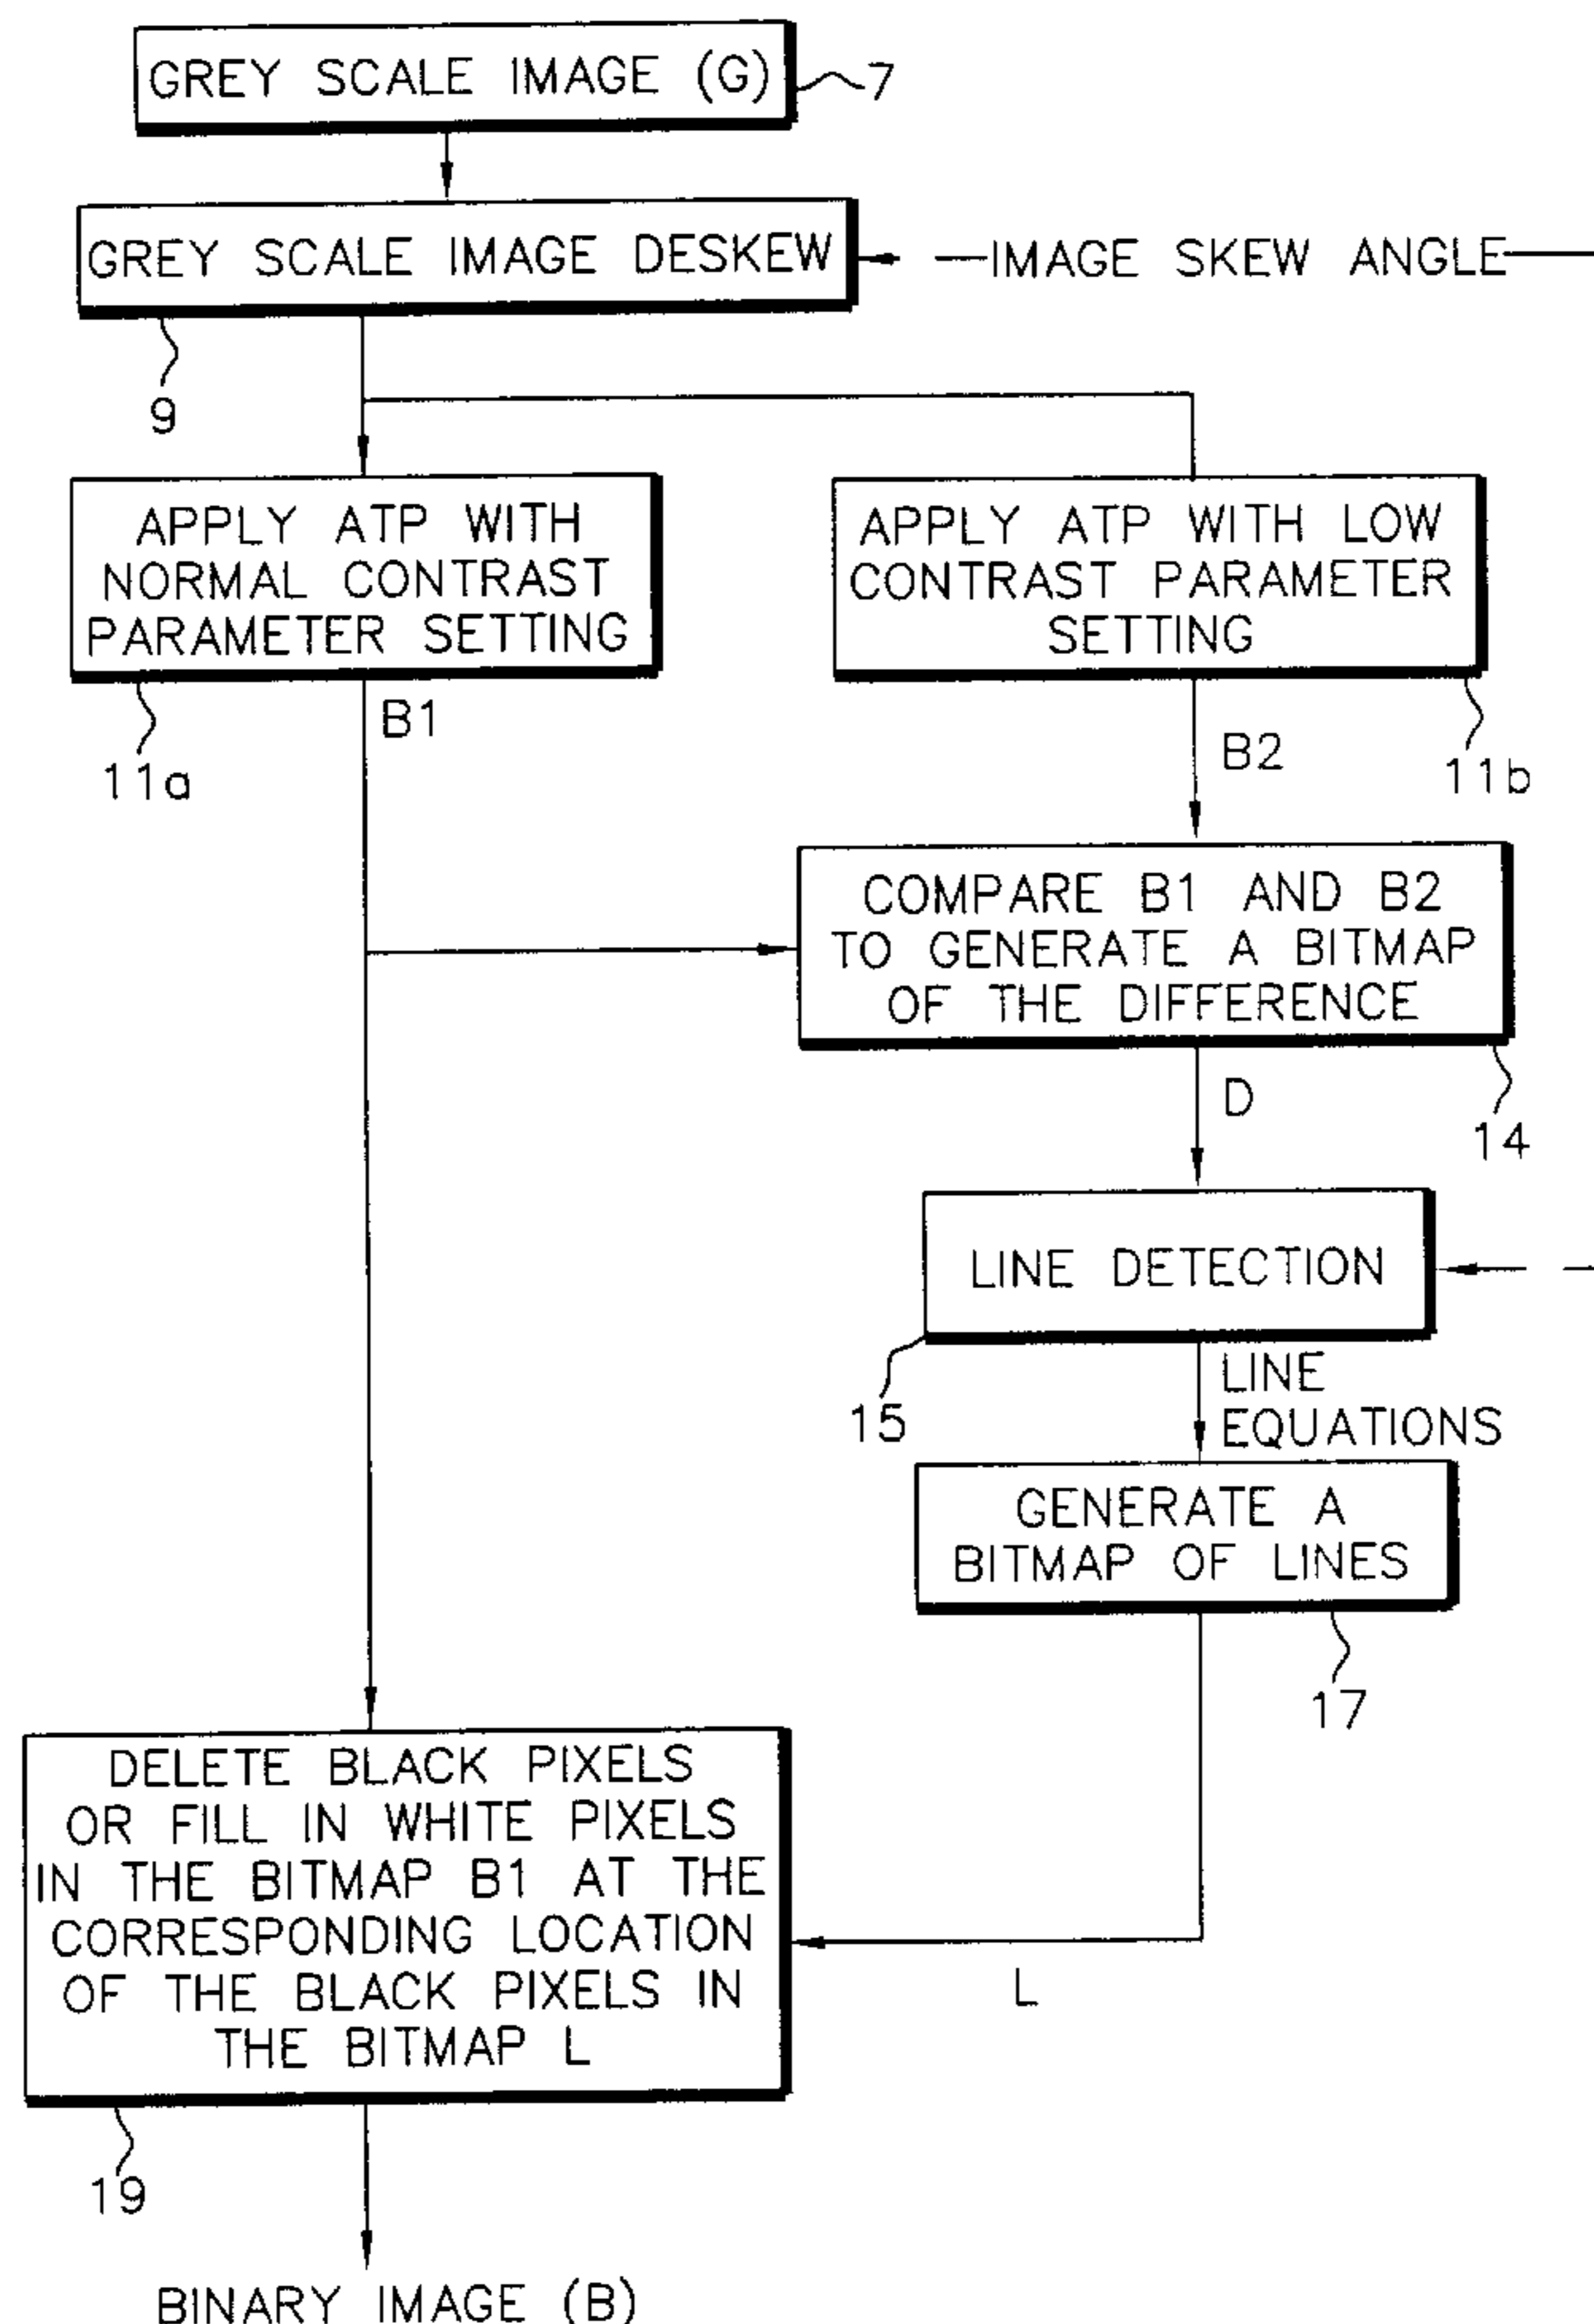 GREY SCALE IMAGE (G)
7
GREY SCALE IMAGE DESKEW
IMAGE SKEW ANGLE
9
APPLY ATP WITH
NORMAL CONTRAST
PARAMETER SETTING
APPLY ATP WITH LOW
CONTRAST PARAMETER
SETTING
B1
11a
B2
11b
COMPARE B1 AND B2
TO GENERATE A BITMAP
OF THE DIFFERENCE
D
14
LINE DETECTION
15
LINE
EQUATIONS
GENERATE A
BITMAP OF LINES
17
DELETE BLACK PIXELS
OR FILL IN WHITE PIXELS
IN THE BITMAP B1 AT THE
CORRESPONDING LOCATION
OF THE BLACK PIXELS IN
THE BITMAP L
L
19
BINARY IMAGE (B)